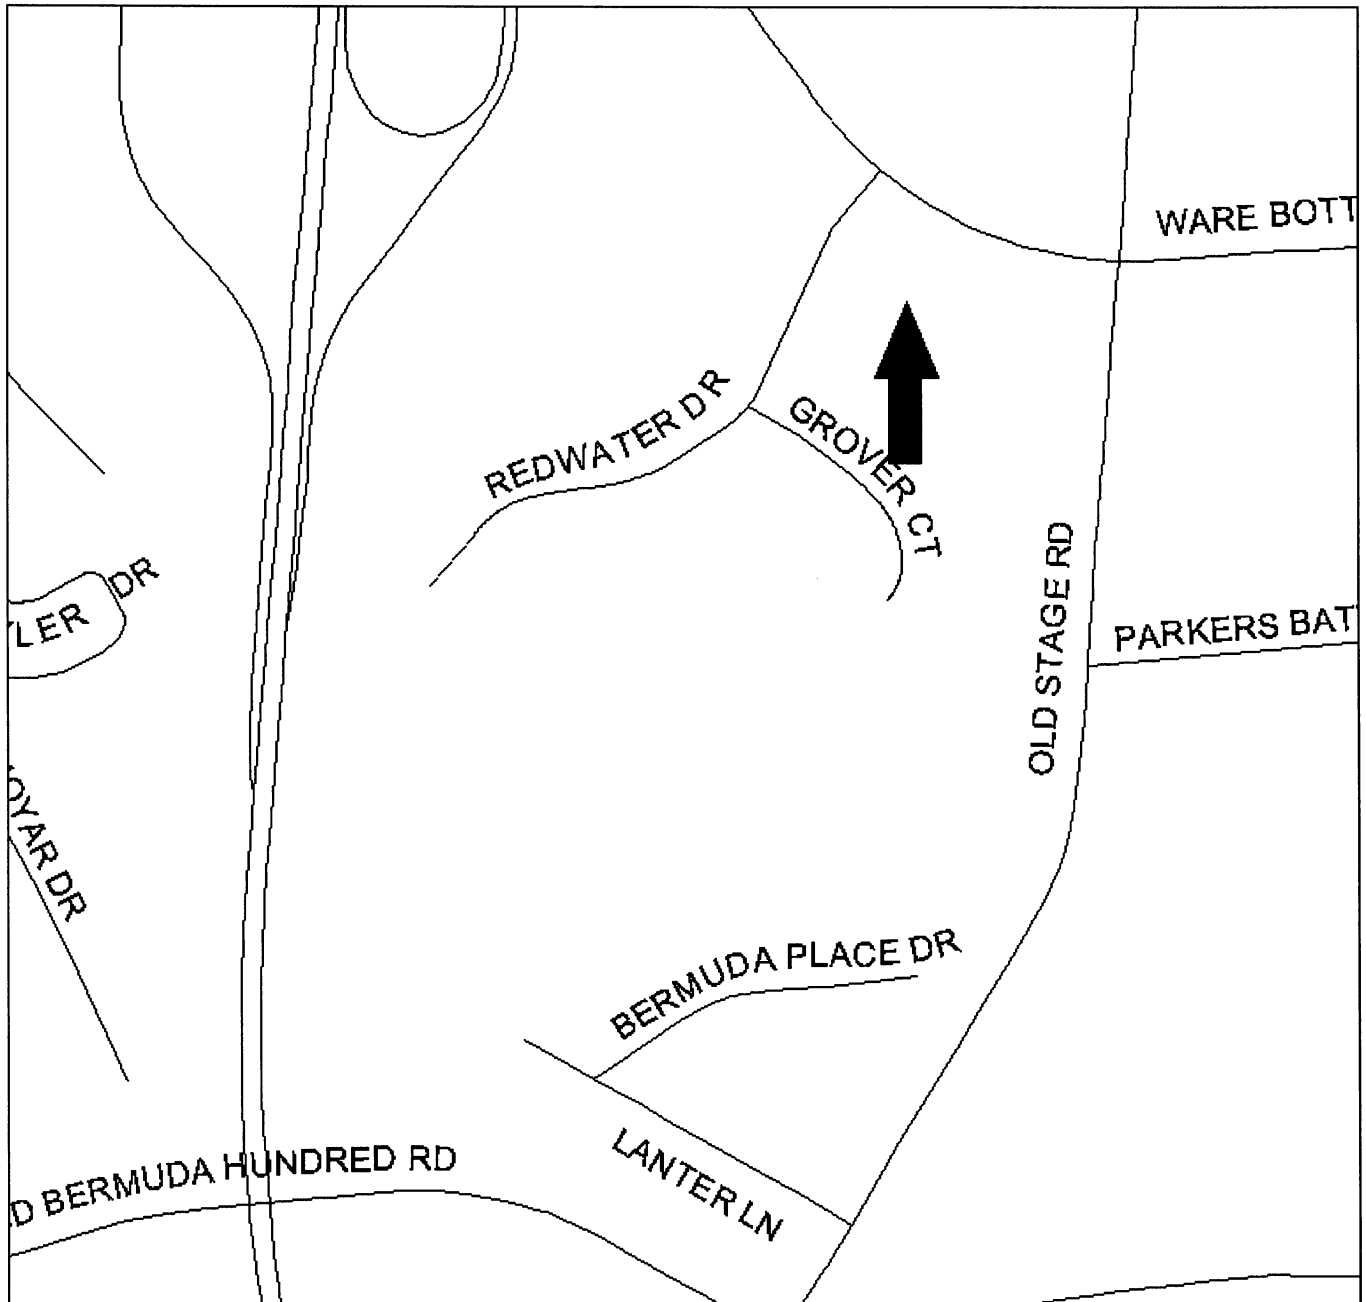 WARE BOTT
REDWATER DR
GROVER CT
DR
LER
OLD STAGE RD
PARKERS BAT
OYAR DR
BERMUDA PLACE DR
LANTER LN
D BERMUDA HUNDRED RD